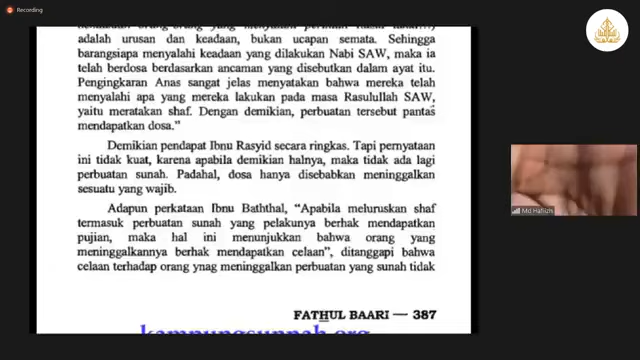 Recording
adalah urusan dan keadaan, bukan ucapan semata. Sehingga
barangsiapa menyalahi keadaan yang dilakukan Nabi SAW, maka ia
telah berdosa berdasarkan ancaman yang disebutkan dalam ayat itu.
Pengingkaran Anas sangat jelas menyatakan bahwa mereka telah
menyalahi apa yang mereka lakukan pada masa Rasulullah SAW,
yaitu meratakan shaf. Dengan demikian, perbuatan tersebut pantas
mendapatkan dosa."
Demikian pendapat Ibnu Rasyid secara ringkas. Tapi pernyataan
ini tidak kuat, karena apabila demikian halnya, maka tidak ada lagi
perbuatan sunah. Padahal, dosa hanya disebabkan meninggalkan
sesuatu yang wajib.
Adapun perkataan Ibnu Baththal, "Apabila meluruskan shaf
termasuk perbuatan sunah yang pelakunya berhak mendapatkan
pujian, maka hal ini menunjukkan bahwa orang yang
meninggalkannya berhak mendapatkan celaan", ditanggapi bahwa
celaan terhadap orang ynag meninggalkan perbuatan yang sunah tidak
FATHUL BAARI — 387
kampungsunnah.org
Md Hafiizh